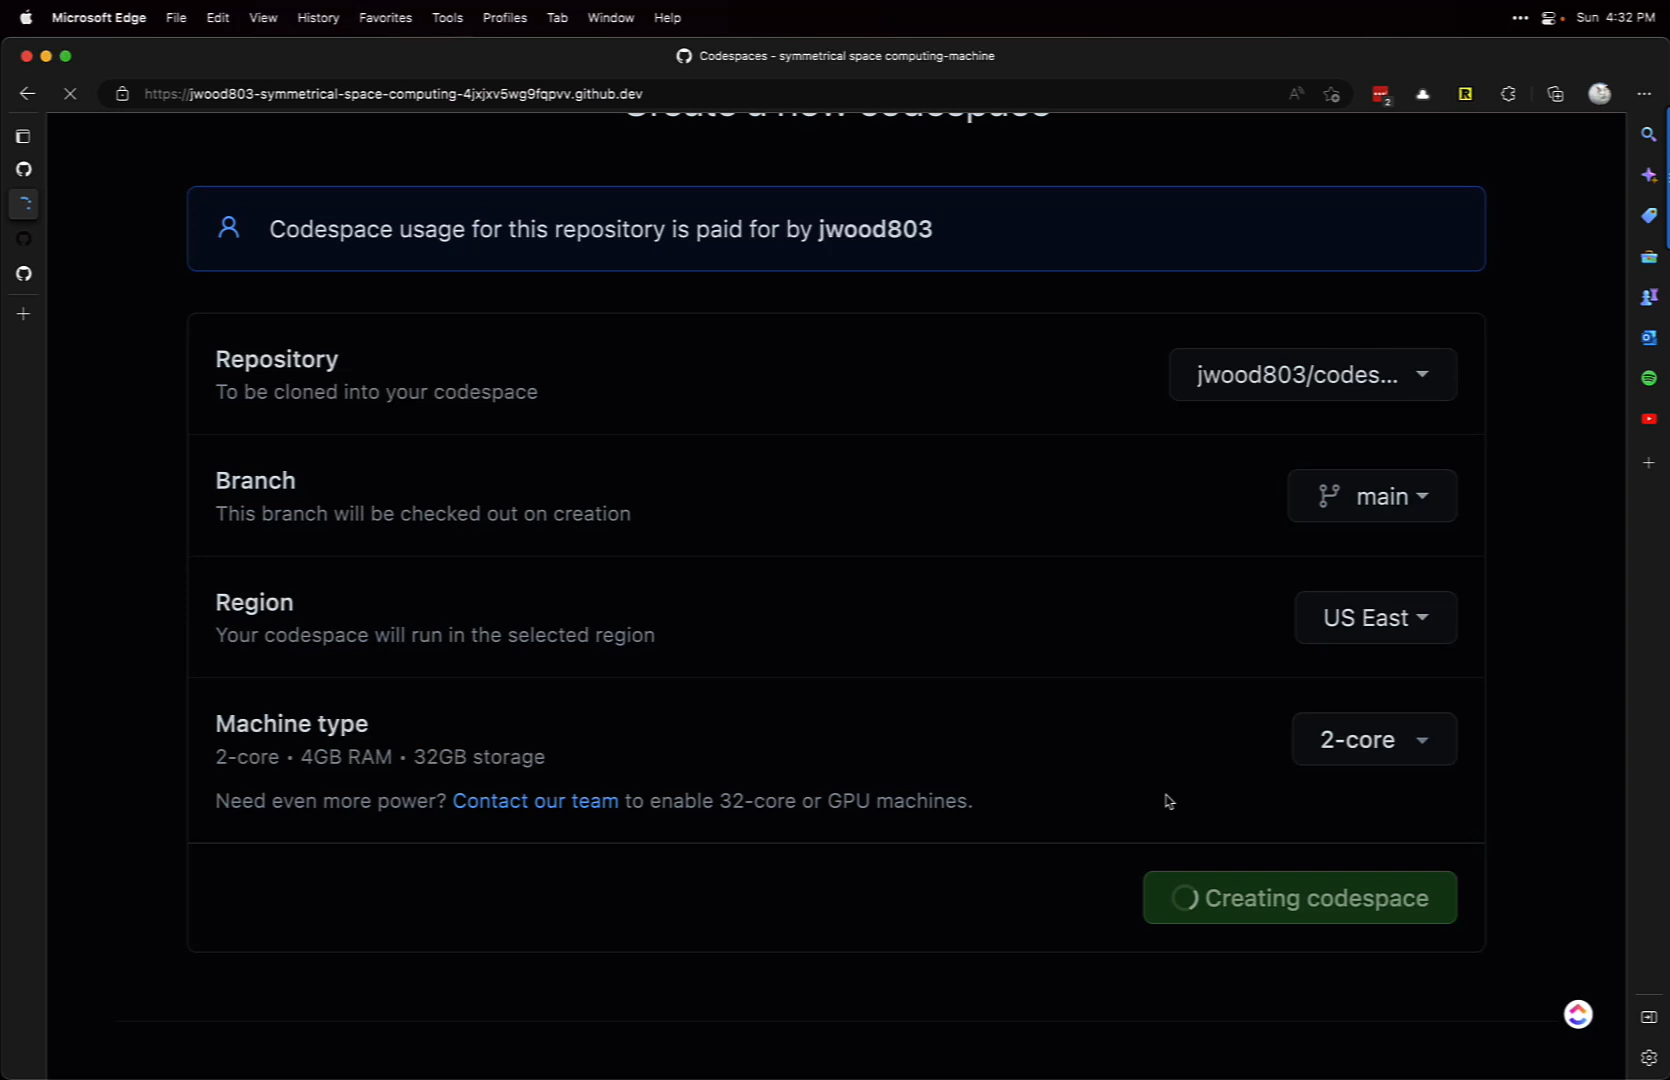 Microsoft Edge File Edit View History Favorites Tools Profiles Tab Window Help
Sun 4:32 PM
Codespaces - symmetrical space computing-machine
https://jwood803-symmetrical-space-computing-4jxjxv5wg9fqpvv.github.dev
2
R
Create a new codespace
Codespace usage for this repository is paid for by jwood803
Repository
To be cloned into your codespace
jwood803/codes...
Branch
This branch will be checked out on creation
main
Region
Your codespace will run in the selected region
US East
Machine type
2-core • 4GB RAM • 32GB storage
2-core
Need even more power? Contact our team to enable 32-core or GPU machines.
Creating codespace